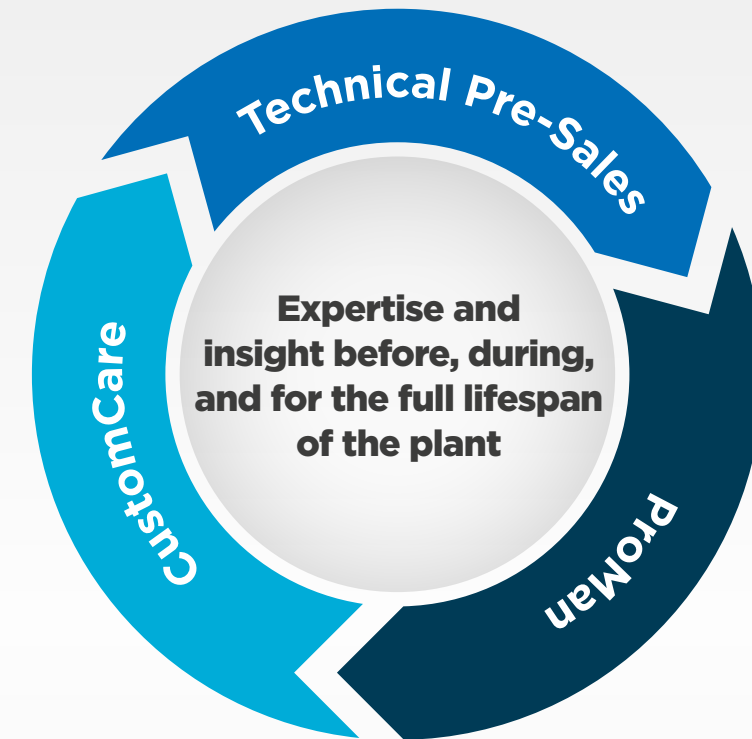 Technical Pre-Sales
Expertise and
insight before, during,
and for the full lifespan
of the plant
CustomCare
ProMan